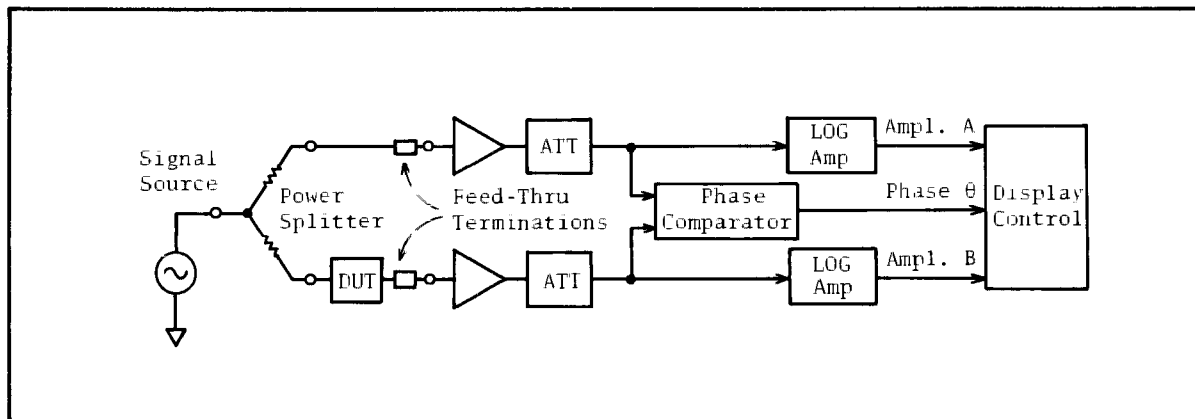 Signal
Source
Power
Splitter
Feed-Thru
Terminations
DUT
ATT
ATT
Phase
Comparator
LOG
Amp
LOG
Amp
Ampl. A
Phase θ
Ampl. B
Display
Control